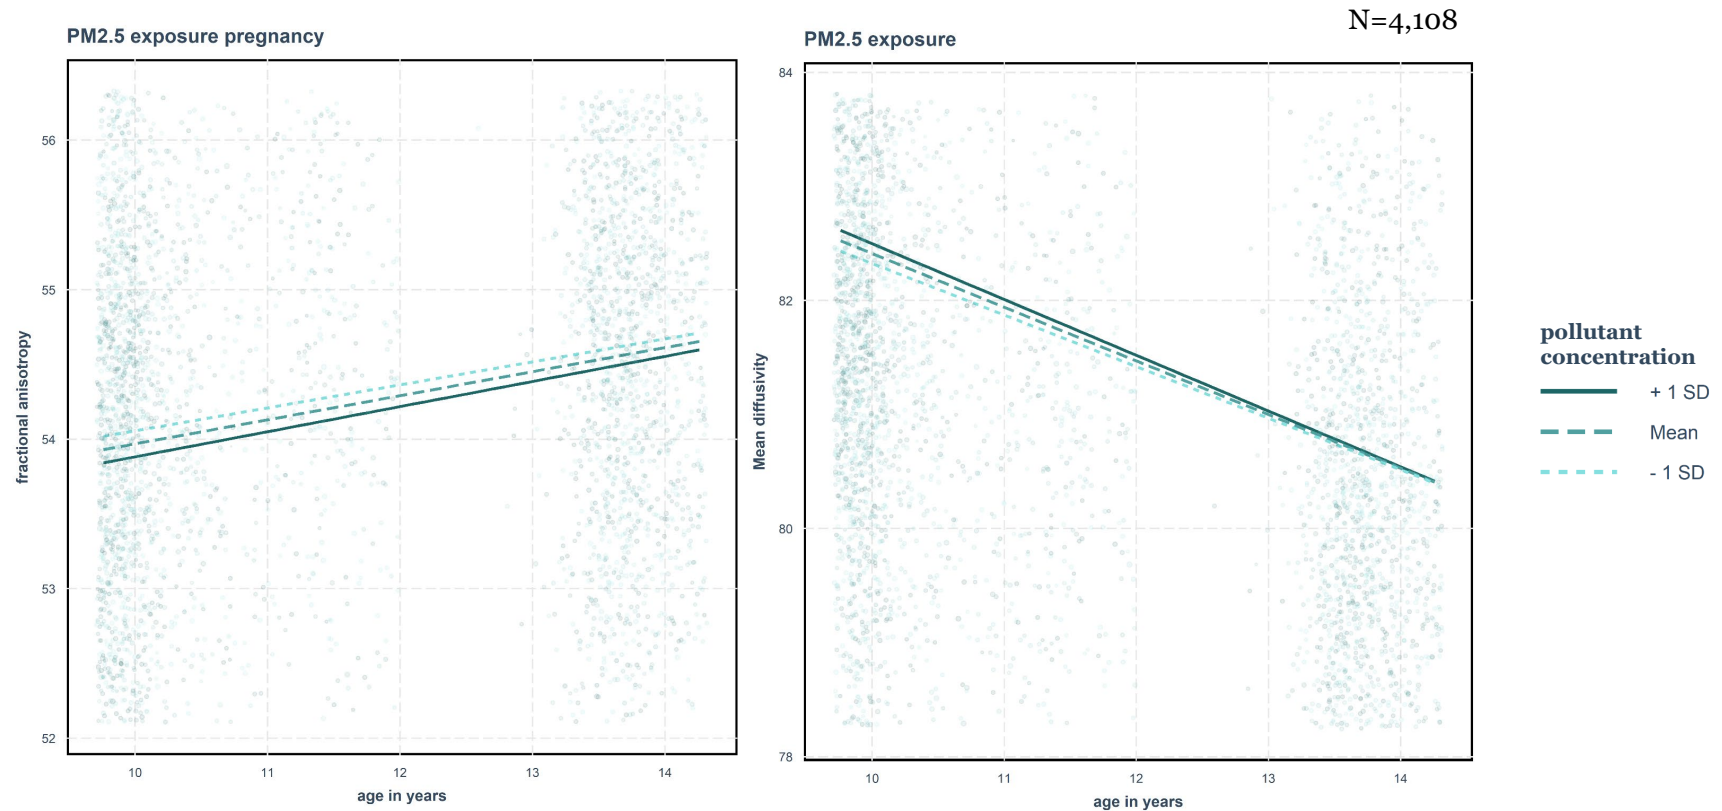 N=4,108
PM2.5 exposure pregnancy
fractional anisotropy
56
55
54
53
52
10 11 12 13 14
age in years
PM2.5 exposure
Mean diffusivity
84
82
80
78
10 11 12 13 14
age in years
pollutant
concentration
+ 1 SD
Mean
- 1 SD